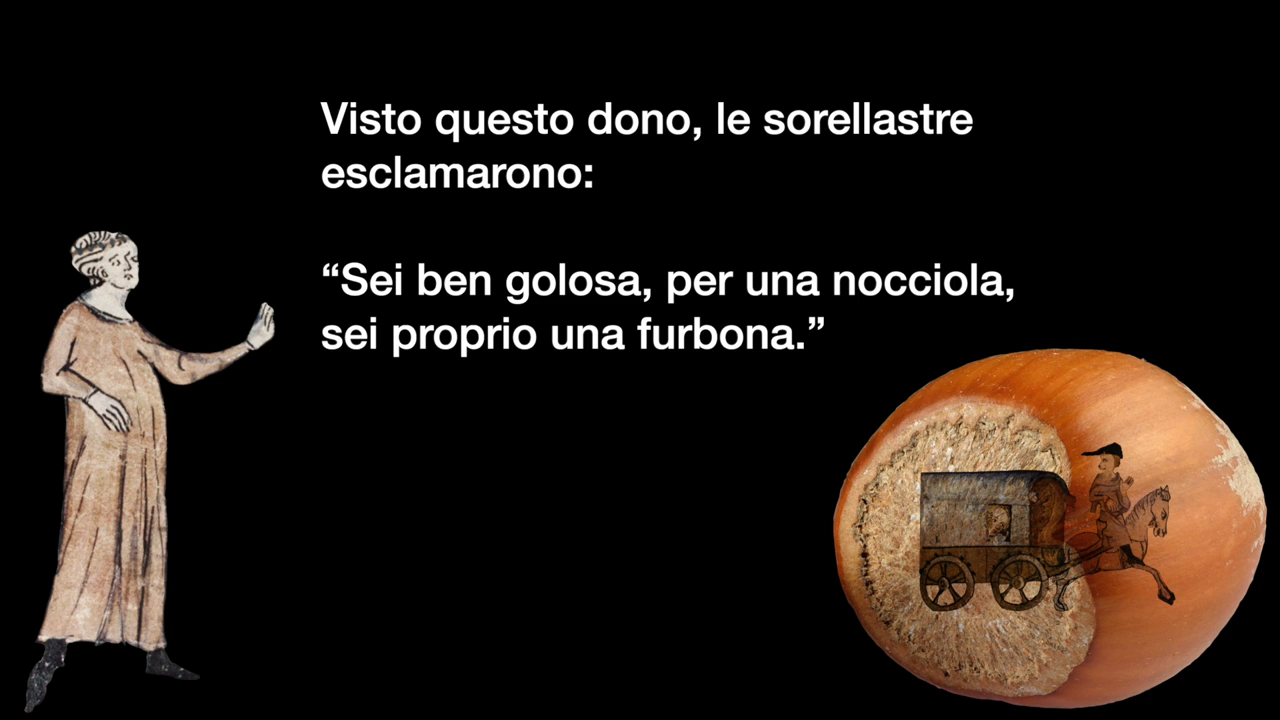 Visto questo dono, le sorellastre
esclamarono:
“Sei ben golosa, per una nocciola,
sei proprio una furbona.”